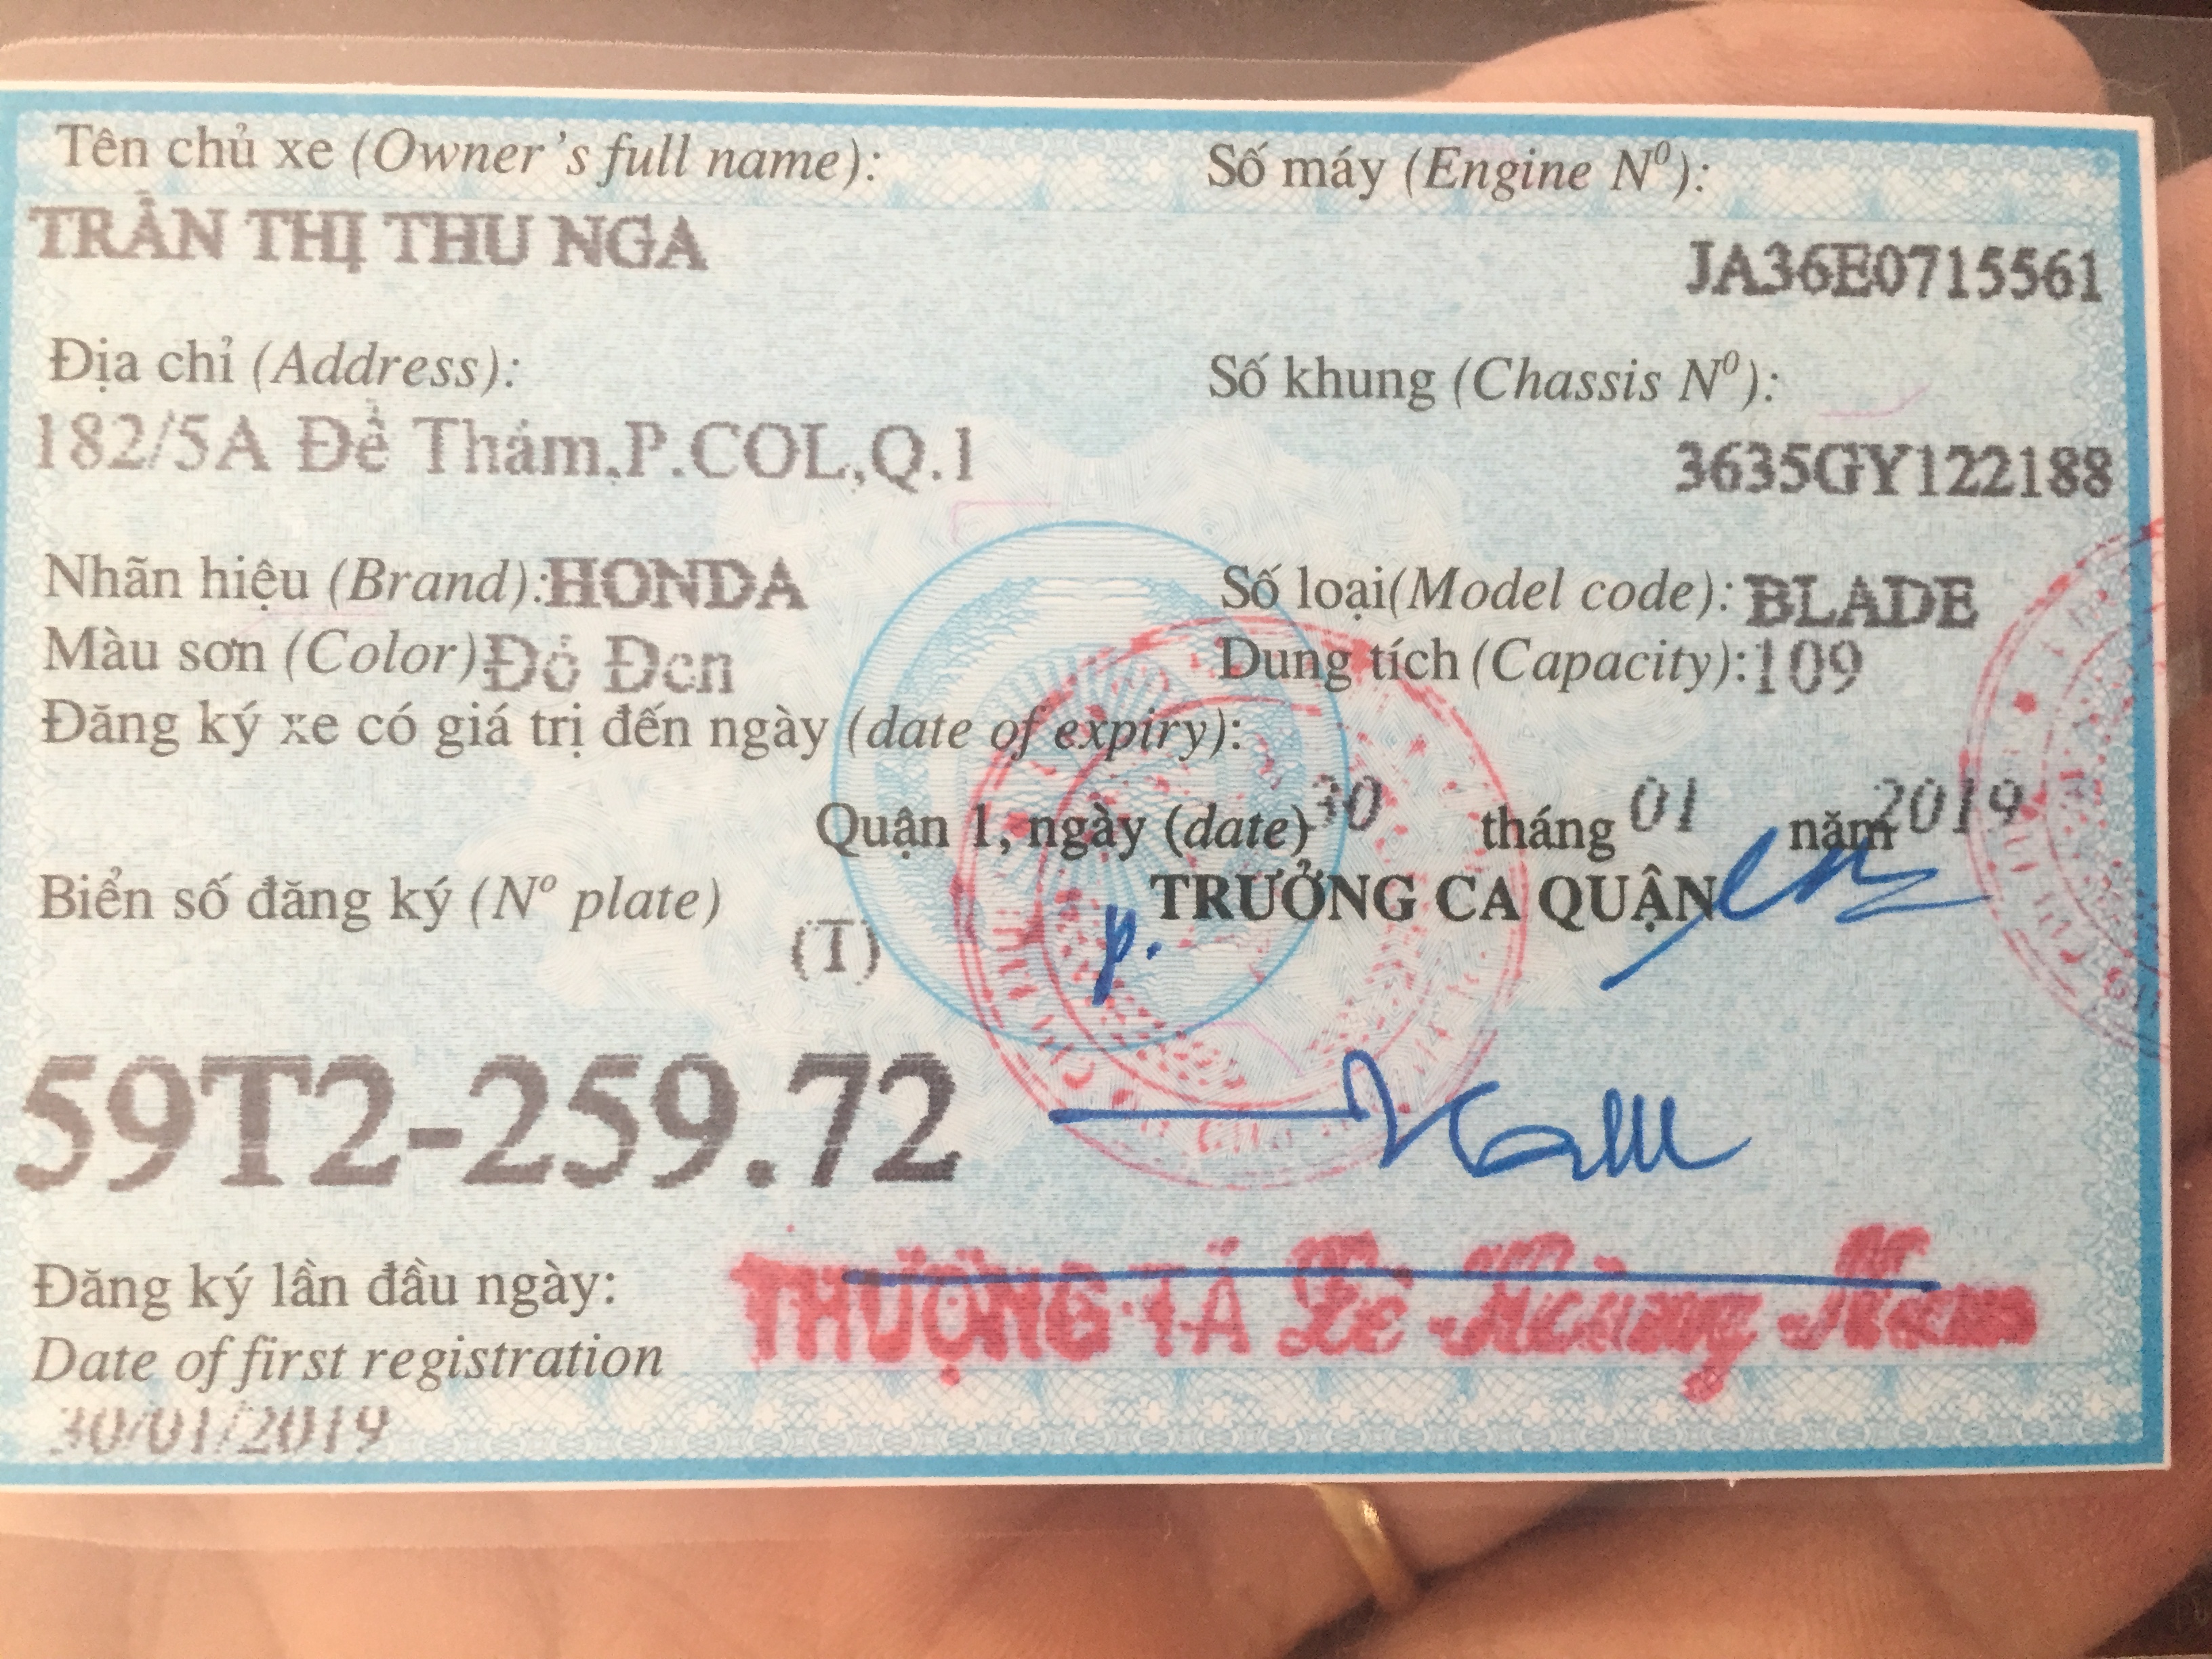 Tên chủ xe (Owner's full name):
TRẦN THỊ THU NGA
Số máy (Engine Nº):
JA36E0715561
Địa chỉ (Address):
182/5A Đề Thám,P.COL,Q.1
Số khung (Chassis Nº):
3635GY122188
Nhãn hiệu (Brand):HONDA
Số loại(Model code): BLADE
Màu sơn (Color)Đỏ Đen
Dung tích (Capacity):109
Đăng ký xe có giá trị đến ngày (date of expiry):
Quận 1, ngày (date) 30 tháng 01 năm 2019
Biển số đăng ký (Nº plate)
(T)
TRƯỞNG CA QUẬN
59T2-259.72
Đăng ký lần đầu ngày:
Date of first registration
30/01/2019
THƯỢNG TÁ